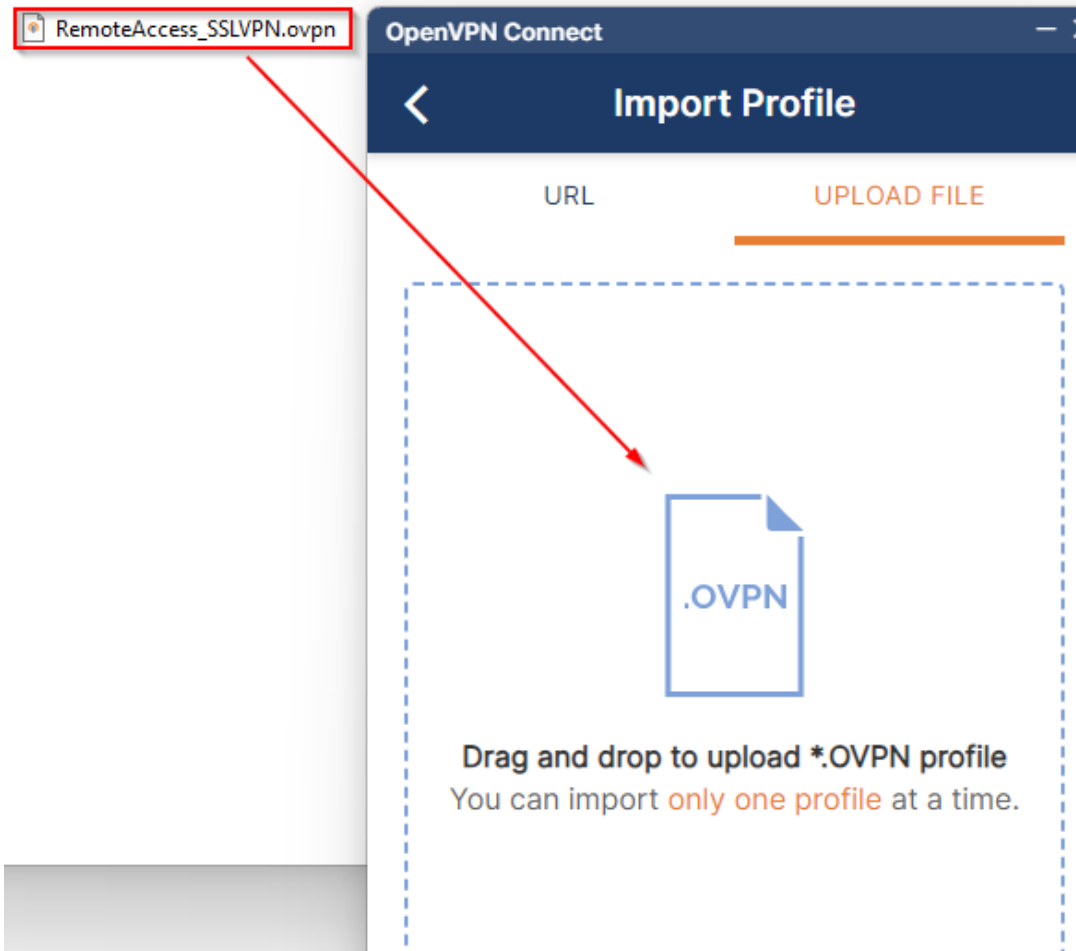 RemoteAccess_SSLVPN.ovpn
OpenVPN Connect
Import Profile
URL
UPLOAD FILE
.OVPN
Drag and drop to upload *.OVPN profile
You can import only one profile at a time.